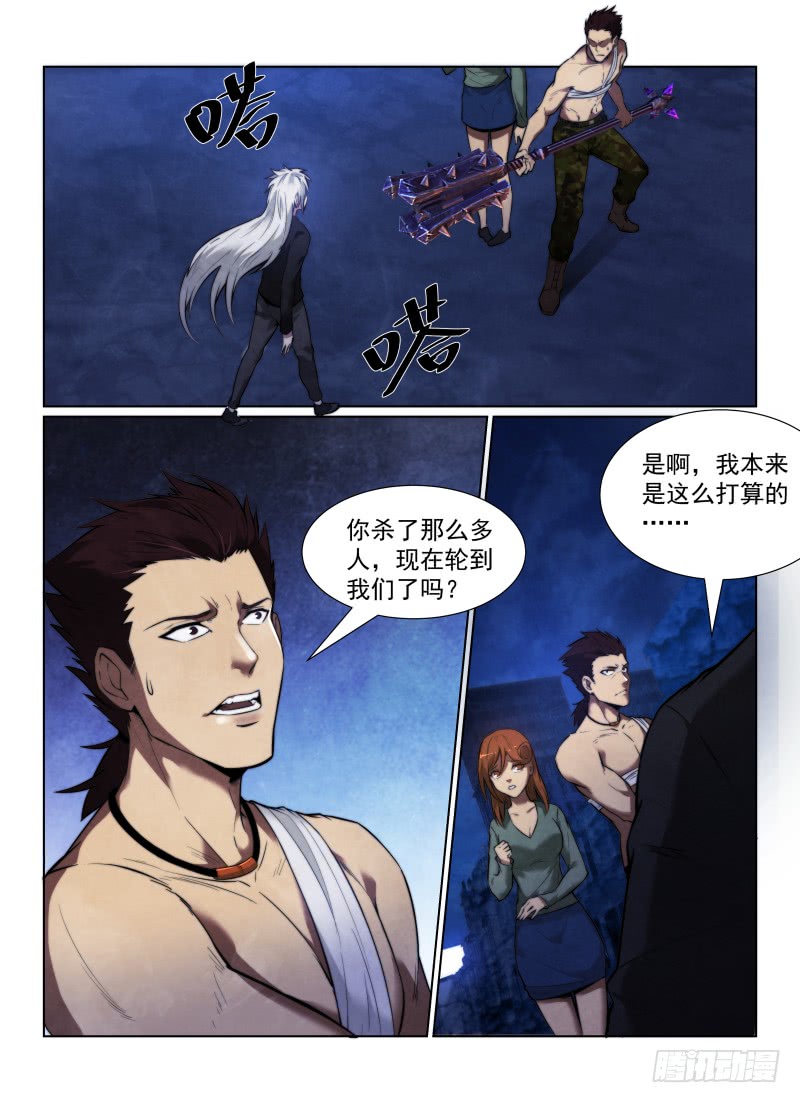 嗒
嗒
你杀了那么多
人，现在轮到
我们了吗？
是啊，我本来
是这么打算的
……
腾讯动漫